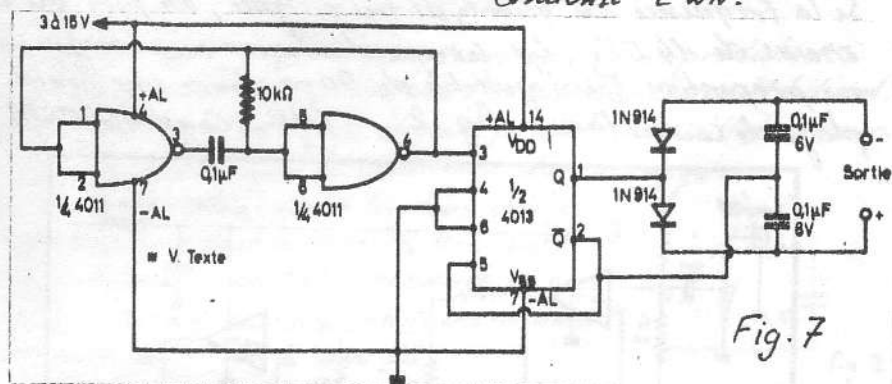 3 à 15V
+AL
4
1
2
3
7
-AL
1/4 4011
0,1µF
10kΩ
5
6
4
1/4 4011
✱ V. Texte
+AL 14
VDD
3
4
6
5
1/2
4013
Q 1
Q̅ 2
VSS
7 -AL
1N914
1N914
0,1µF
6V
0,1µF
6V
-
Sortie
+
Fig. 7